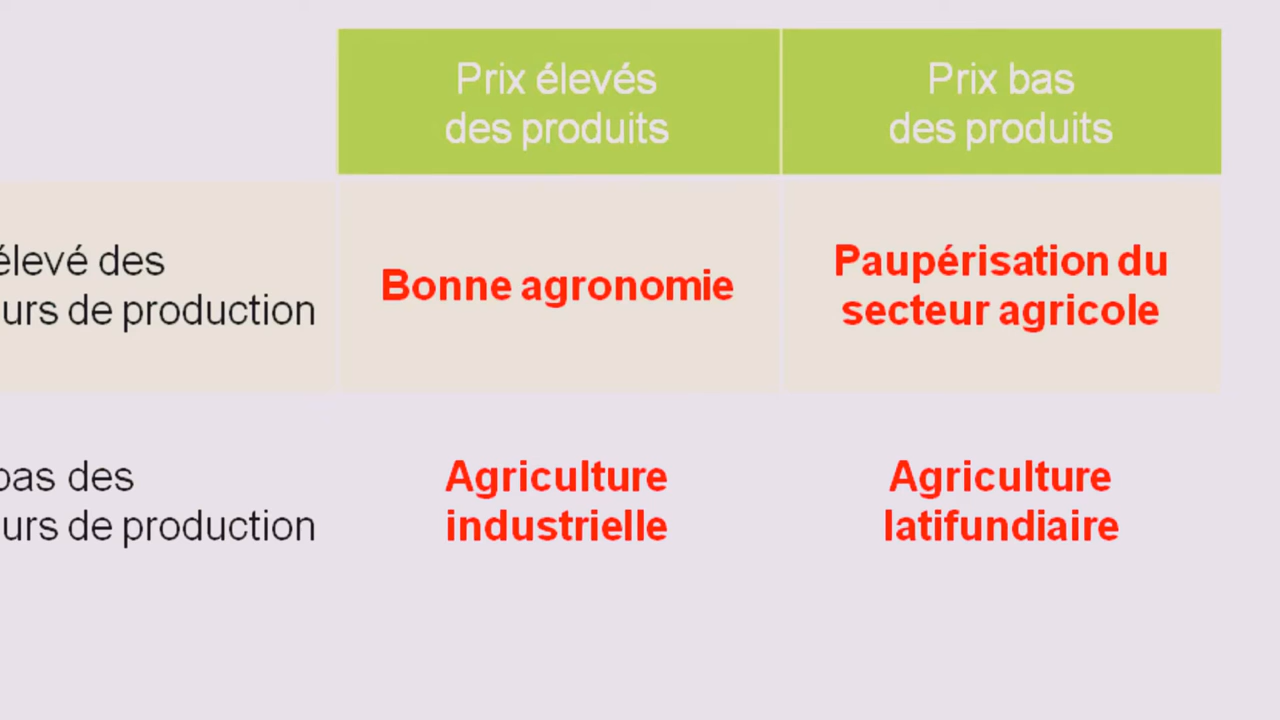 Prix élevés
des produits
Prix bas
des produits
élevé des
urs de production
Bonne agronomie
Paupérisation du
secteur agricole
bas des
urs de production
Agriculture
industrielle
Agriculture
latifundiaire